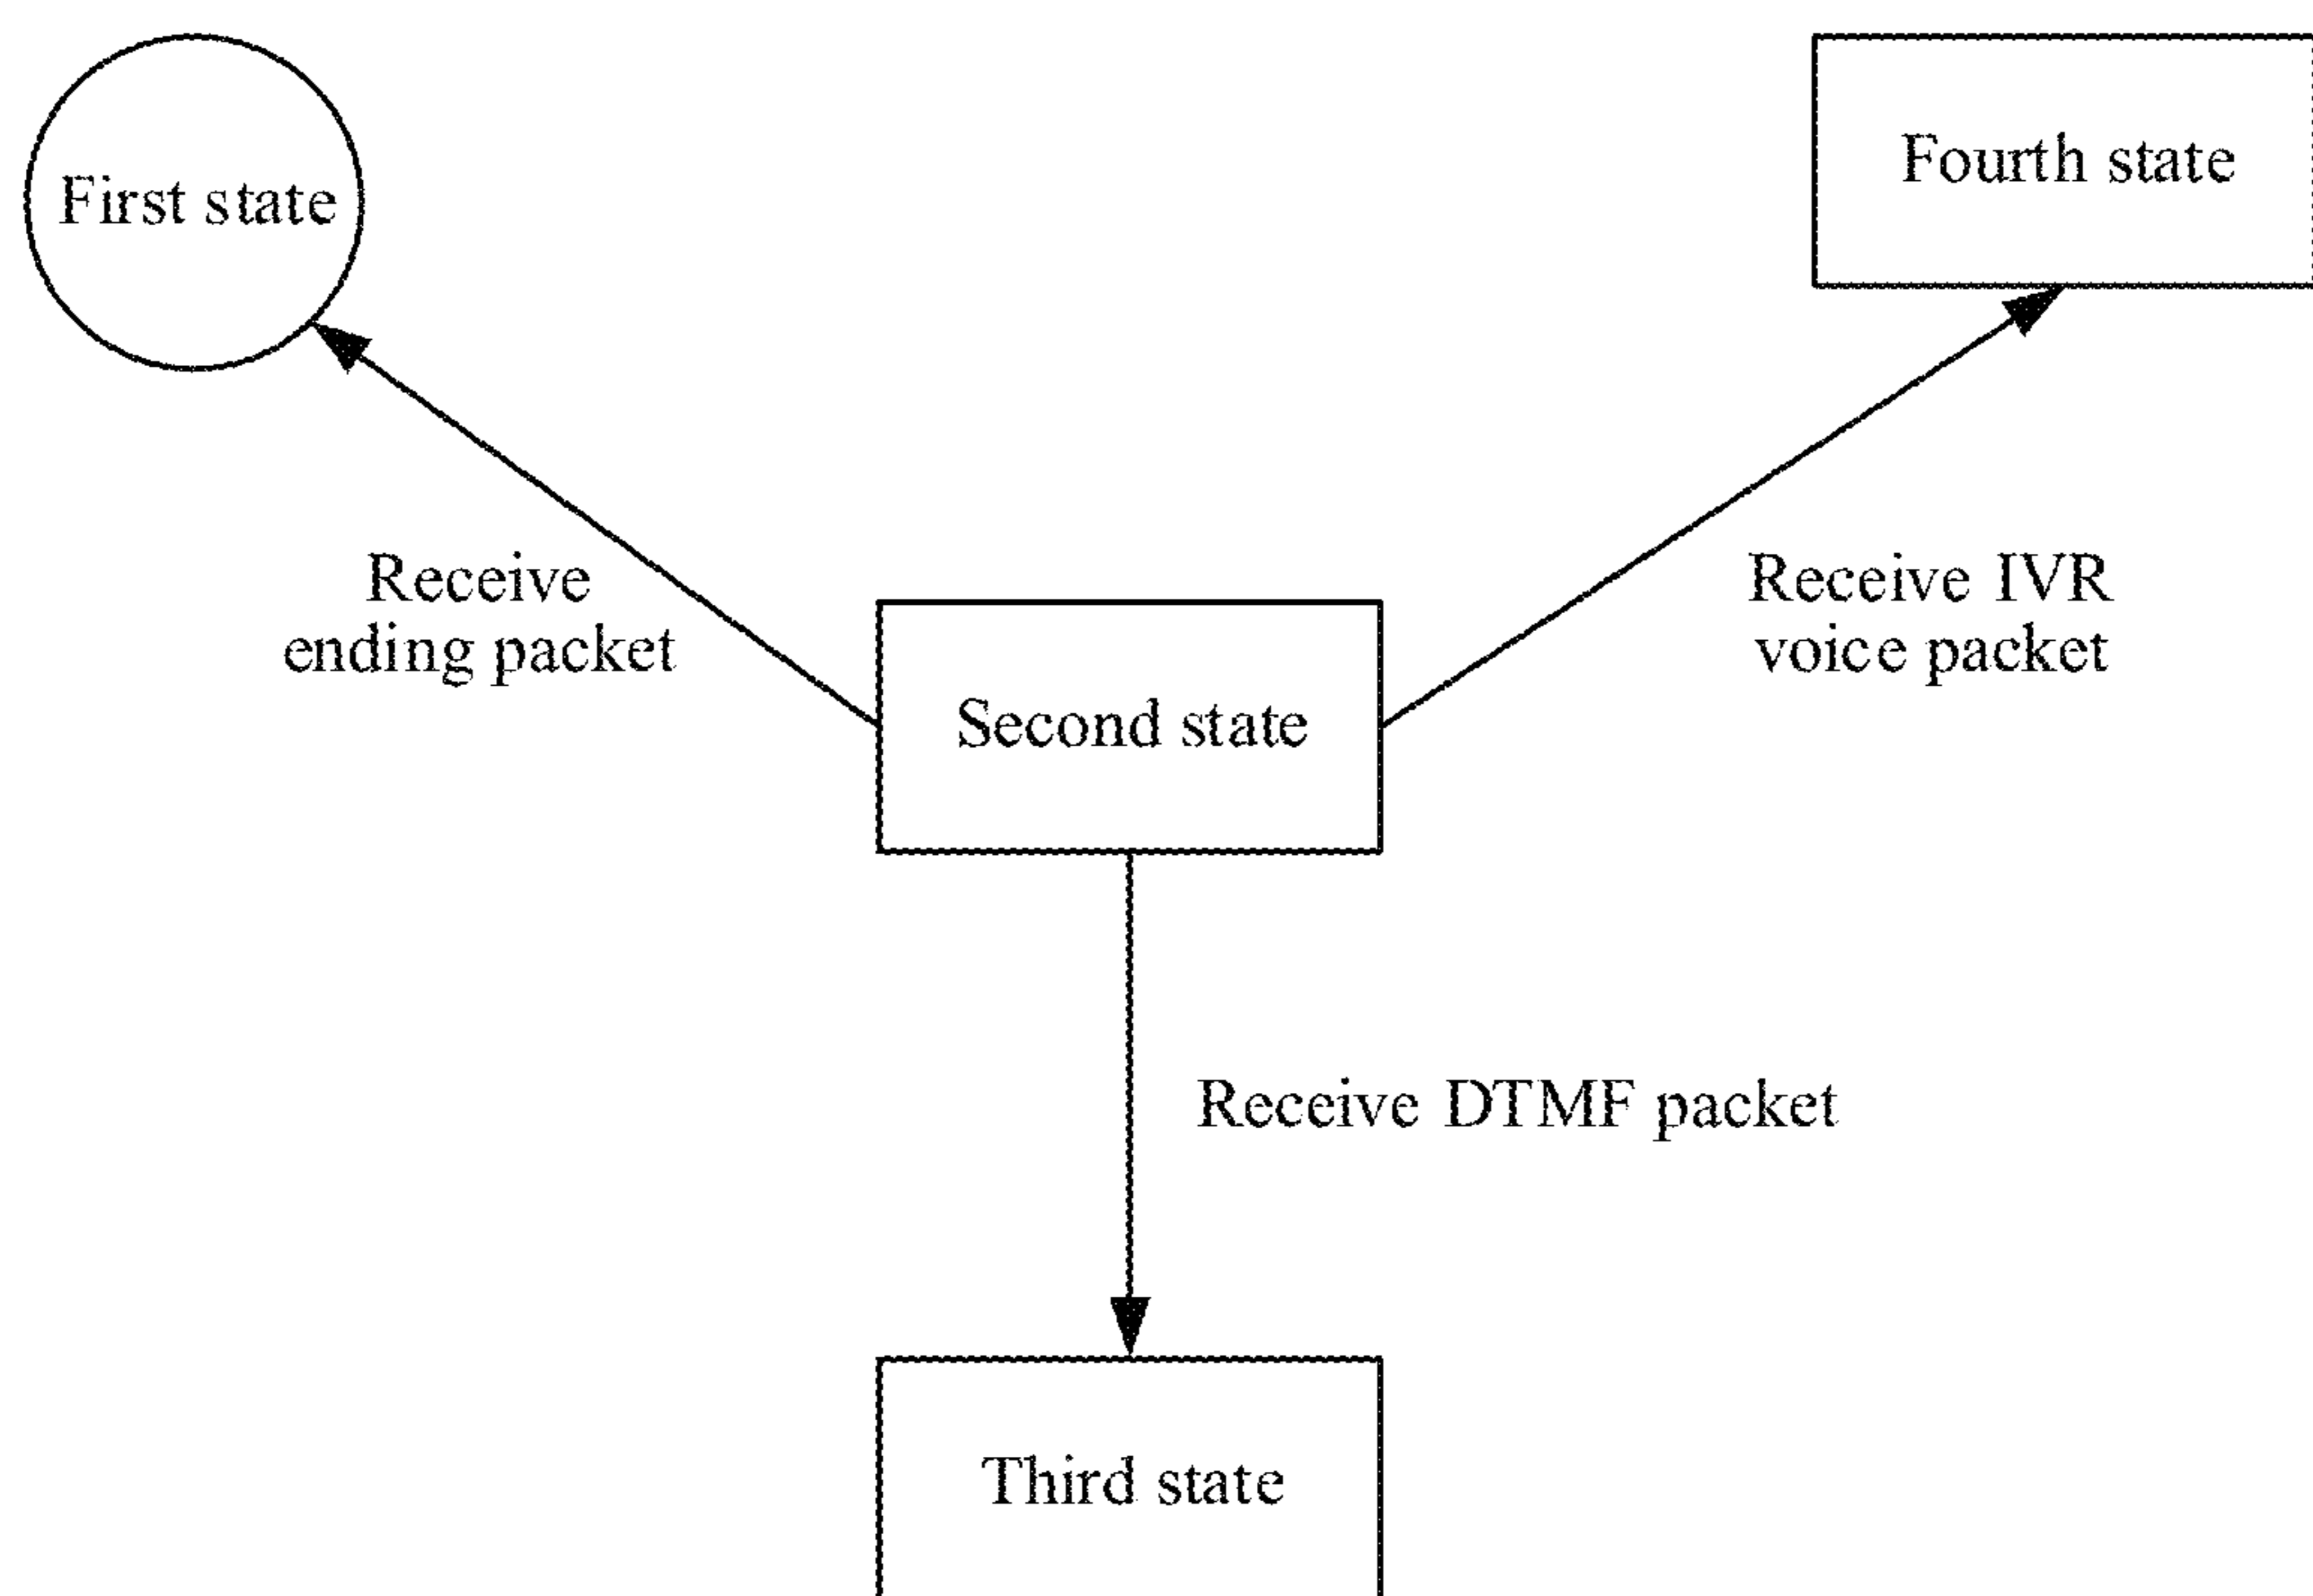 First state
Fourth state
Receive
ending packet
Receive IVR
voice packet
Second state
Receive DTMF packet
Third state